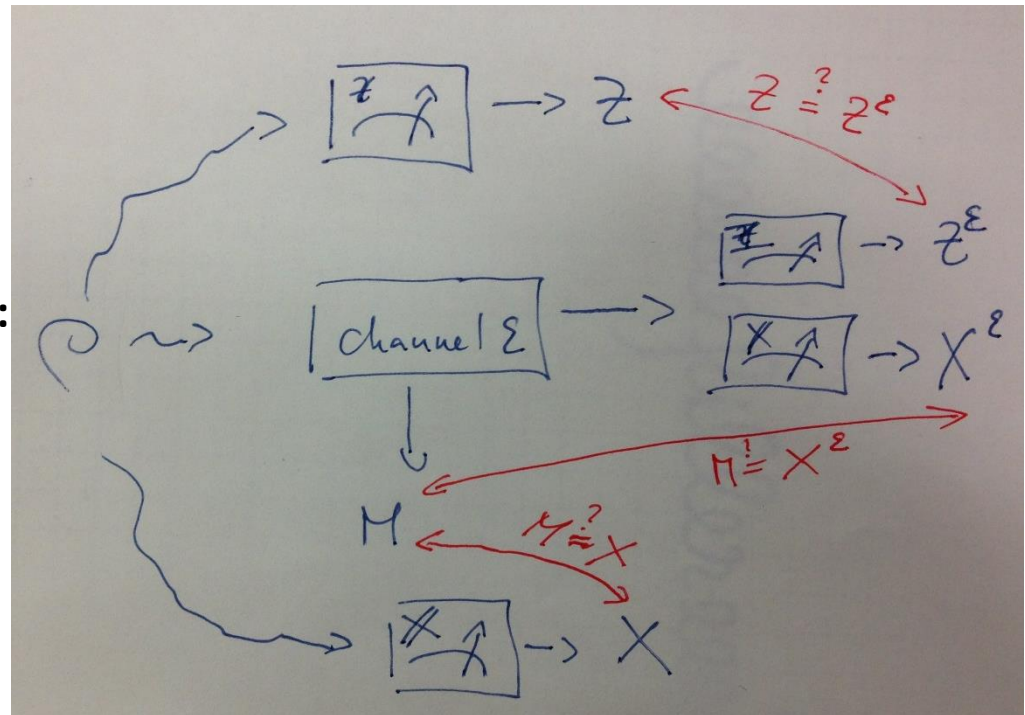 Z → Z
Z ?= Z^ε
Z → Z^ε
:
ρ
channel ε
X → X^ε
M ?= X^ε
M
M ?= X
X → X